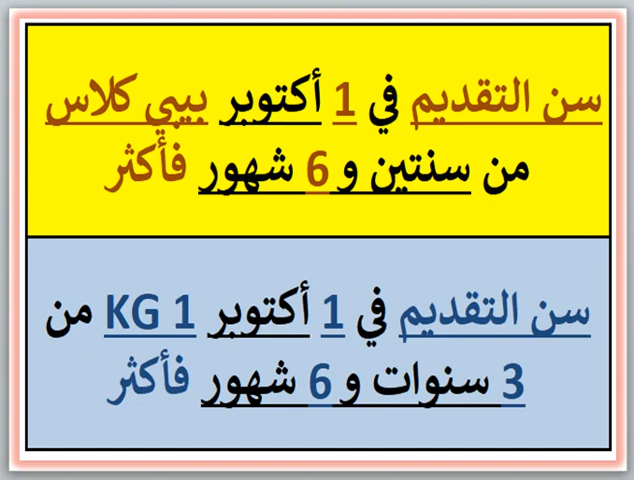 سن التقديم في 1 أكتوبر بيبي كلاس
من سنتين و 6 شهور فأكثر
سن التقديم في 1 أكتوبر KG 1 من
3 سنوات و 6 شهور فأكثر